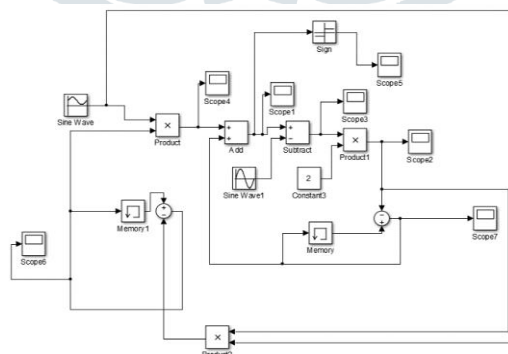 Sign
Scope5
Sine Wave
Scope4
Scope1
Scope3
×
Product
+
+
Add
+
−
Subtract
×
Product1
Scope2
Sine Wave1
2
Constant3
Memory1
+
−
Memory
−
+
Scope7
Scope6
×